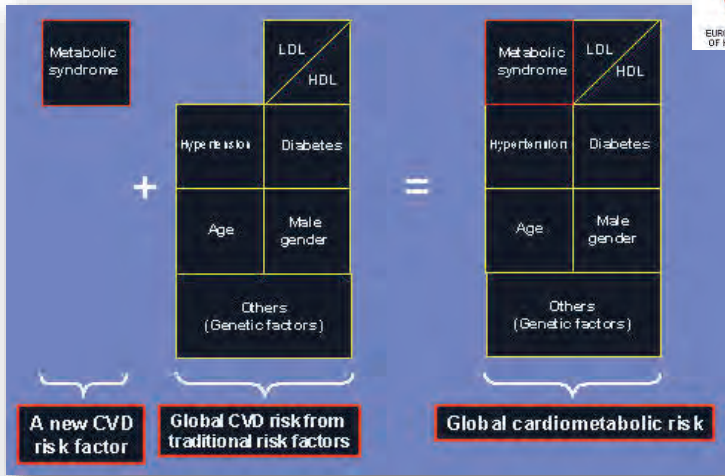 EUR
OF H
Metabolic
syndrome
LDL
HDL
Hypertension
Diabetes
Age
Male
gender
Others
(Genetic factors)
+
=
Metabolic
syndrome
LDL
HDL
Hypertension
Diabetes
Age
Male
gender
Others
(Genetic factors)
A new CVD
risk factor
Global CVD risk from
traditional risk factors
Global cardiometabolic risk